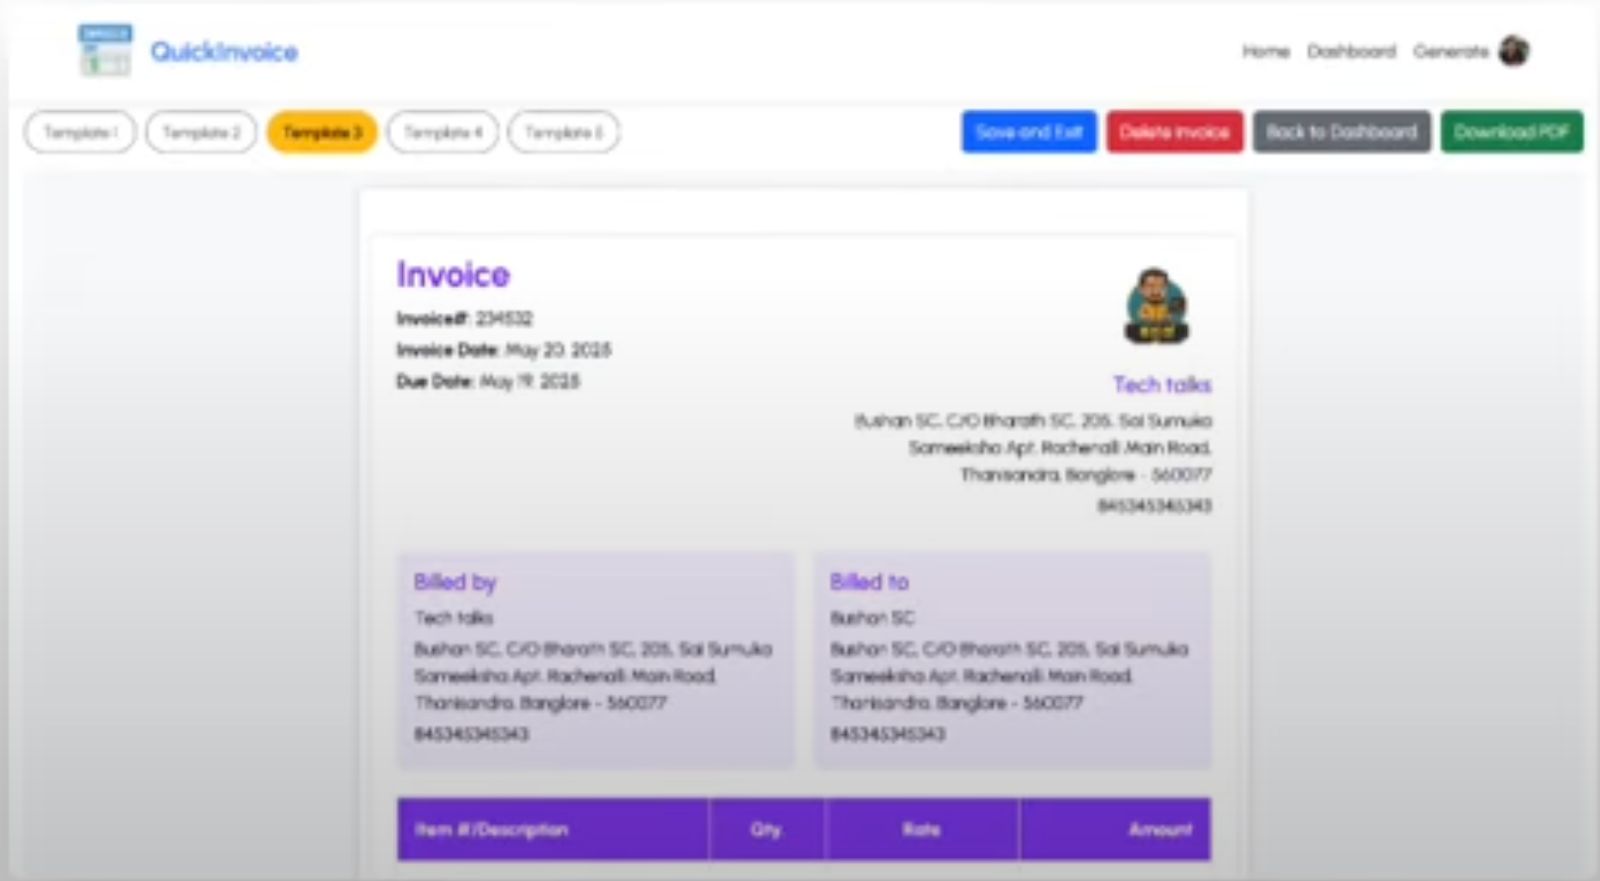 QuickInvoice
Home Dashboard Generate
Template 1 Template 2 Template 3 Template 4 Template 5
Save and Exit Delete Invoice Back to Dashboard Download PDF
Invoice
Invoice#: 234532
Invoice Date: May 20, 2025
Due Date: May 19, 2025
Tech talks
Bushan SC, C/O Bharath SC, 205, Sai Sumuka
Sameeksha Apt. Rachenalli Main Road,
Thanisandra, Banglore - 560077
845345345343
Billed by
Tech talks
Bushan SC, C/O Bharath SC, 205, Sai Sumuka
Sameeksha Apt. Rachenalli Main Road,
Thanisandra, Banglore - 560077
845345345343
Billed to
Bushan SC
Bushan SC, C/O Bharath SC, 205, Sai Sumuka
Sameeksha Apt. Rachenalli Main Road,
Thanisandra, Banglore - 560077
845345345343
Item #/Description Qty. Rate Amount